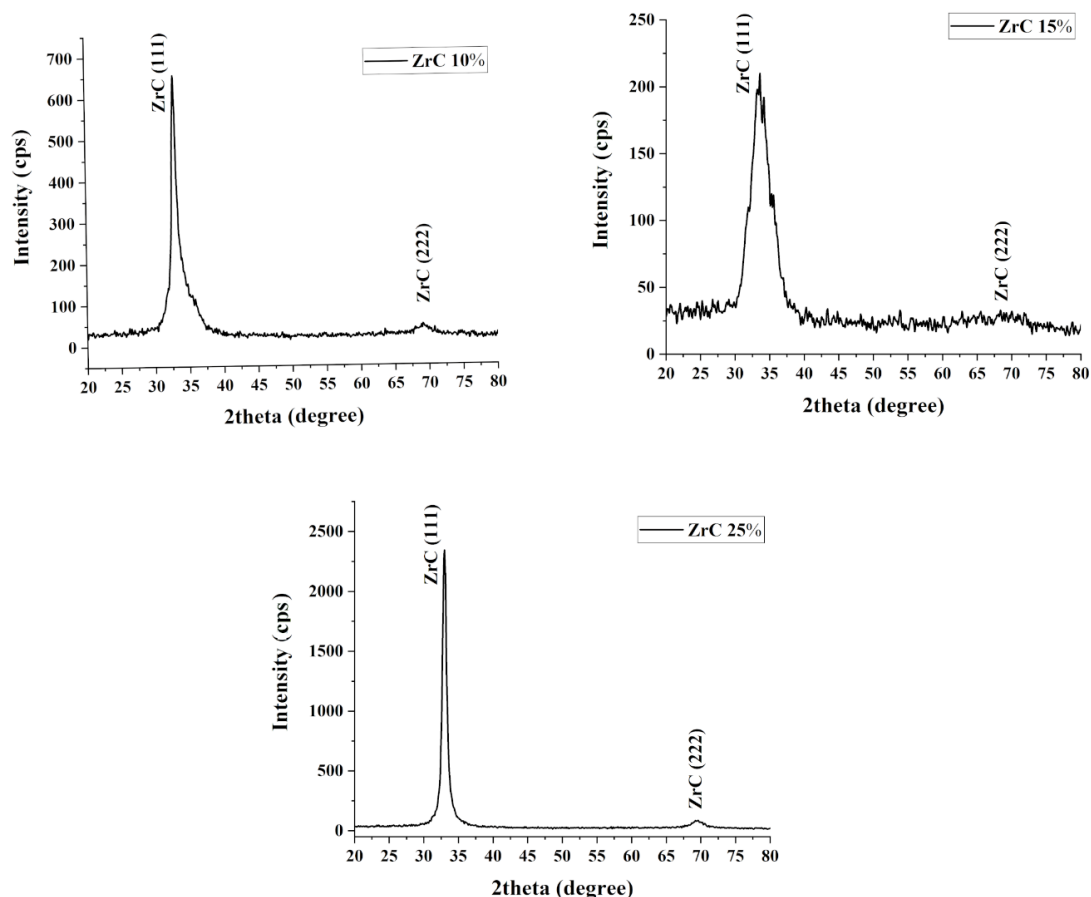 ZrC 10%
ZrC (111)
ZrC (222)
Intensity (cps)
700
600
500
400
300
200
100
0
20 25 30 35 40 45 50 55 60 65 70 75 80
2theta (degree)
ZrC 15%
ZrC (111)
ZrC (222)
Intensity (cps)
250
200
150
100
50
0
20 25 30 35 40 45 50 55 60 65 70 75 80
2theta (degree)
ZrC 25%
ZrC (111)
ZrC (222)
Intensity (cps)
2500
2000
1500
1000
500
0
20 25 30 35 40 45 50 55 60 65 70 75 80
2theta (degree)